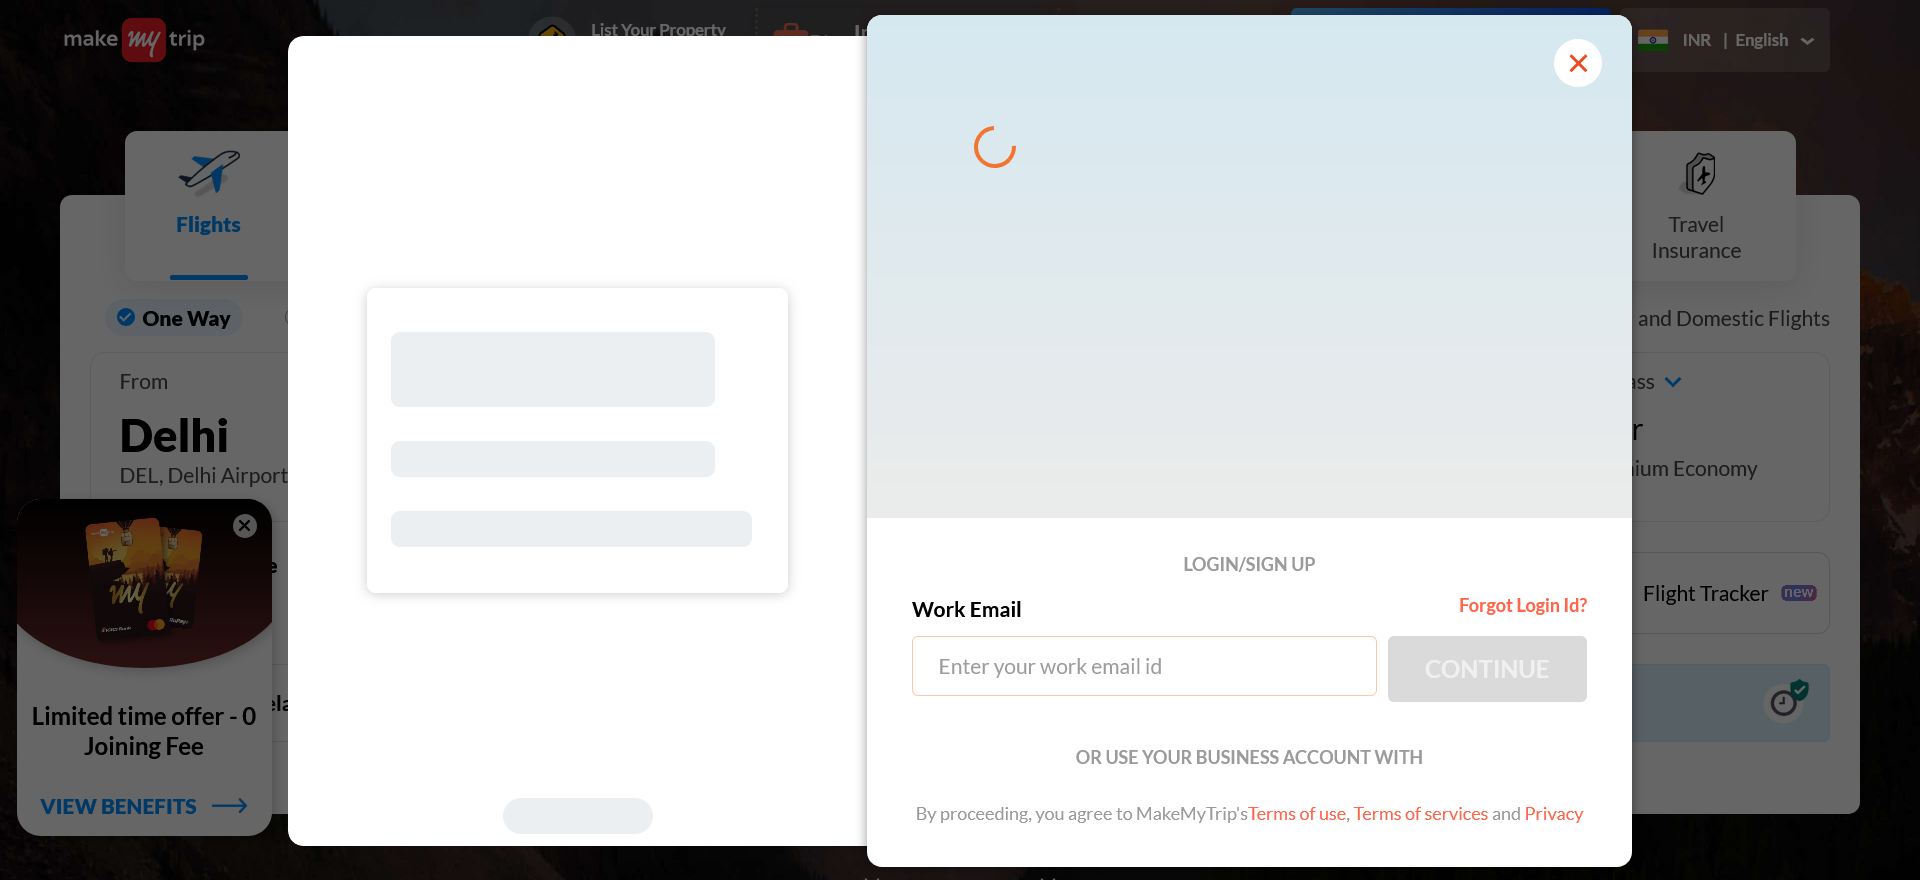 make my trip
List Your Property
INR | English
Flights
Travel
Insurance
One Way
and Domestic Flights
From
Delhi
DEL, Delhi Airport
ium Economy
Flight Tracker new
Limited time offer - 0
Joining Fee
VIEW BENEFITS
LOGIN/SIGN UP
Work Email
Forgot Login Id?
Enter your work email id
CONTINUE
OR USE YOUR BUSINESS ACCOUNT WITH
By proceeding, you agree to MakeMyTrip'sTerms of use, Terms of services and Privacy